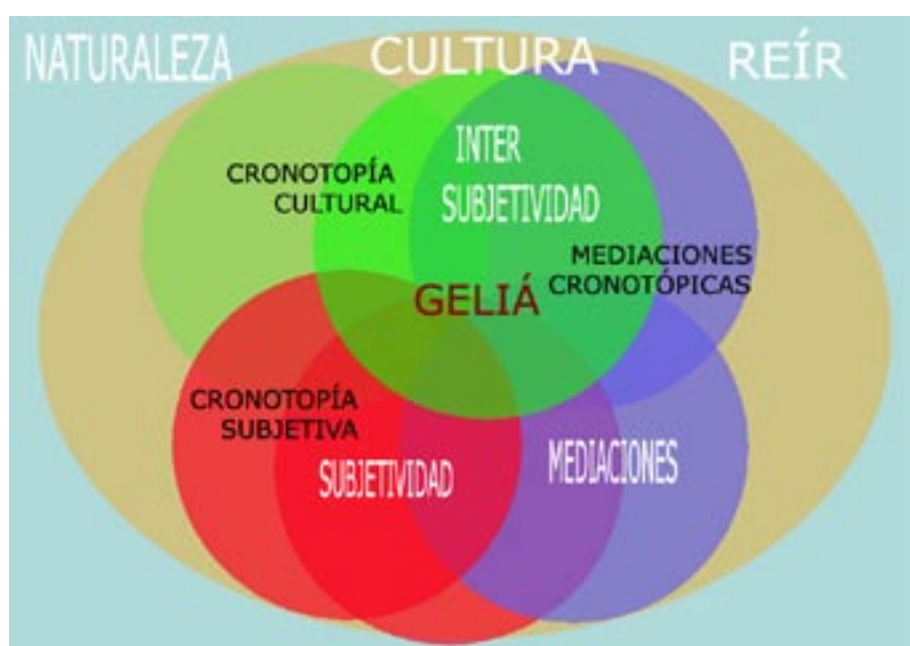 NATURALEZA
CULTURA
REÍR
INTER
SUBJETIVIDAD
CRONOTOPÍA
CULTURAL
MEDIACIONES
CRONOTÓPICAS
GELIÁ
CRONOTOPÍA
SUBJETIVA
SUBJETIVIDAD
MEDIACIONES